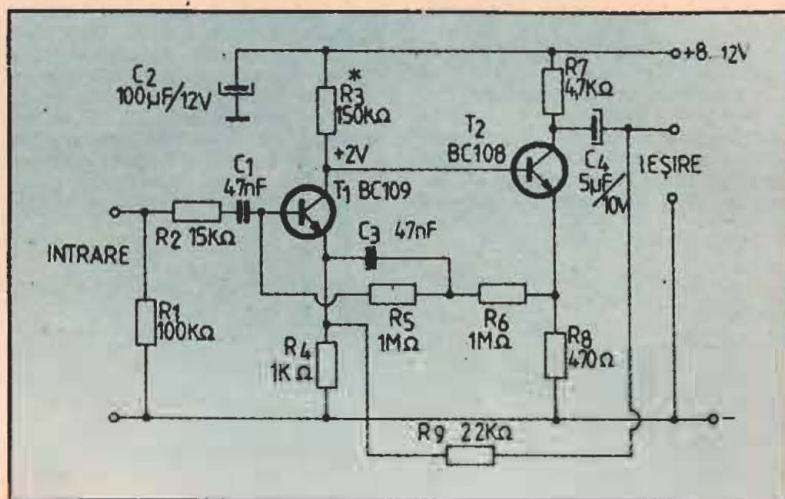 C2
100µF/12V
*
R3
150KΩ
+2V
R7
4,7KΩ
+8..12V
T2
BC108
C4
5µF/10V
IEŞIRE
C1
47nF
T1 BC109
R2 15KΩ
INTRARE
C3 47nF
R1
100KΩ
R5
1MΩ
R6
1MΩ
R4
1KΩ
R8
470Ω
R9 22KΩ